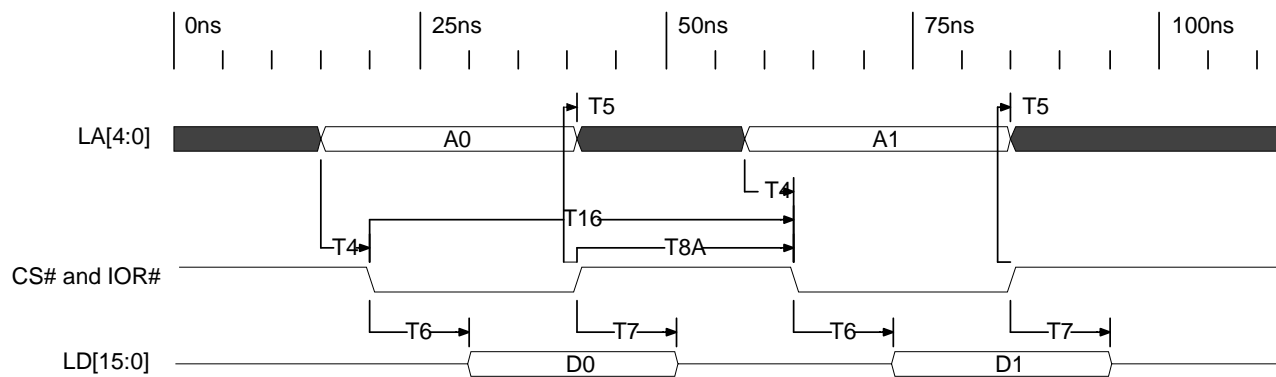 0ns 25ns 50ns 75ns 100ns
T5 T5
LA[4:0] A0 A1
T4
T16
T4 T8A
CS# and IOR#
T6 T7 T6 T7
LD[15:0] D0 D1